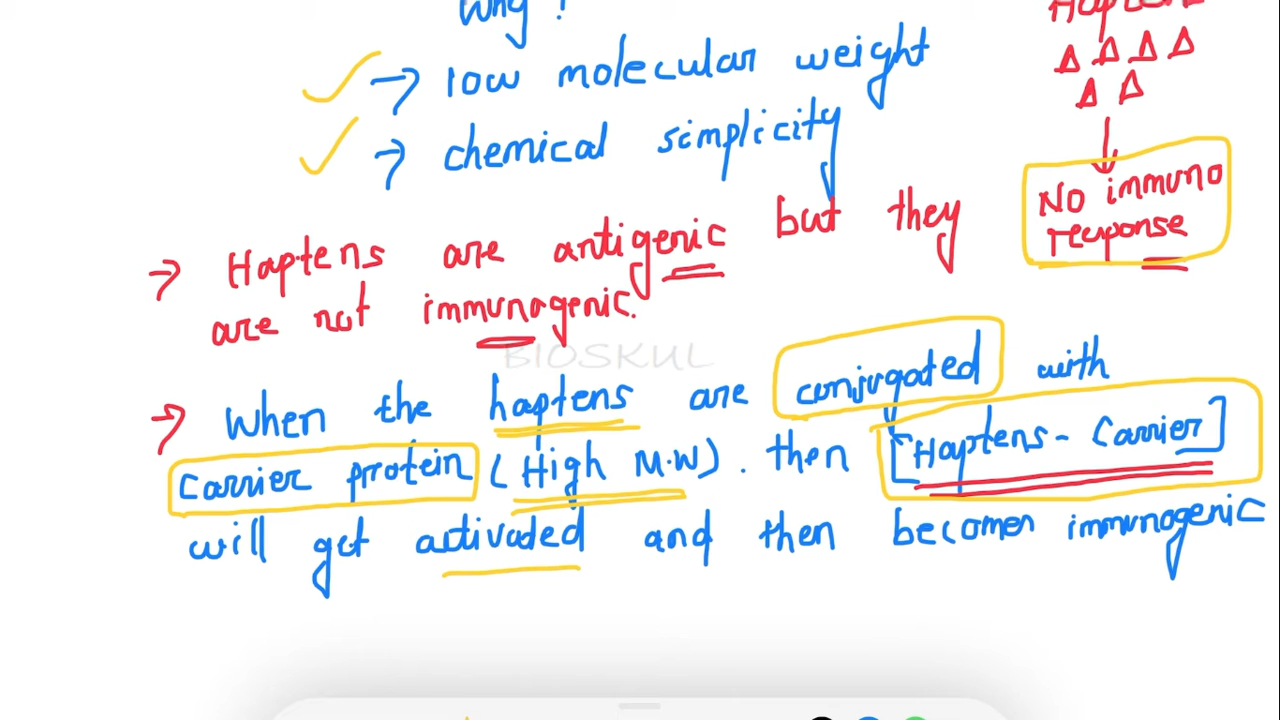 Why?
Haptens
→ low molecular weight
→ chemical simplicity
No immuno
response
→ Haptens are antigenic but they
are not immunogenic.
BIOSKUL
→ When the haptens are conjugated with
Carrier protein (High M.W). then [Haptens- Carrier]
will get activated and then becomes immunogenic